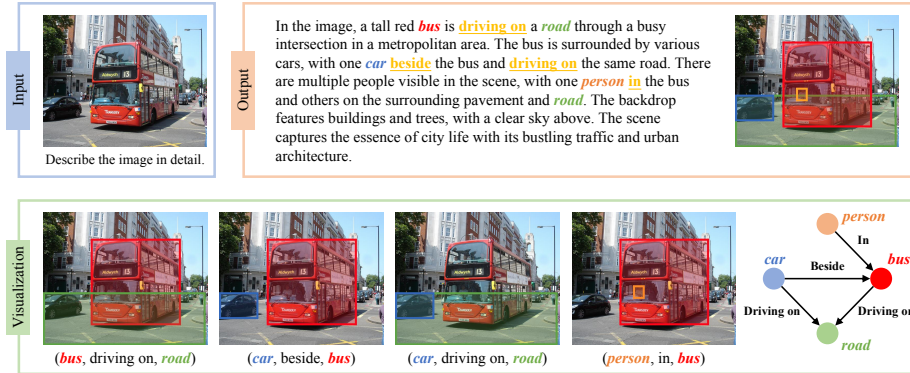 Input
Describe the image in detail.
Output
In the image, a tall red bus is driving on a road through a busy
intersection in a metropolitan area. The bus is surrounded by various
cars, with one car beside the bus and driving on the same road. There
are multiple people visible in the scene, with one person in the bus
and others on the surrounding pavement and road. The backdrop
features buildings and trees, with a clear sky above. The scene
captures the essence of city life with its bustling traffic and urban
architecture.
Visualization
(bus, driving on, road)
(car, beside, bus)
(car, driving on, road)
(person, in, bus)
person
In
car
Beside
bus
Driving on
Driving on
road
Aldwych 13